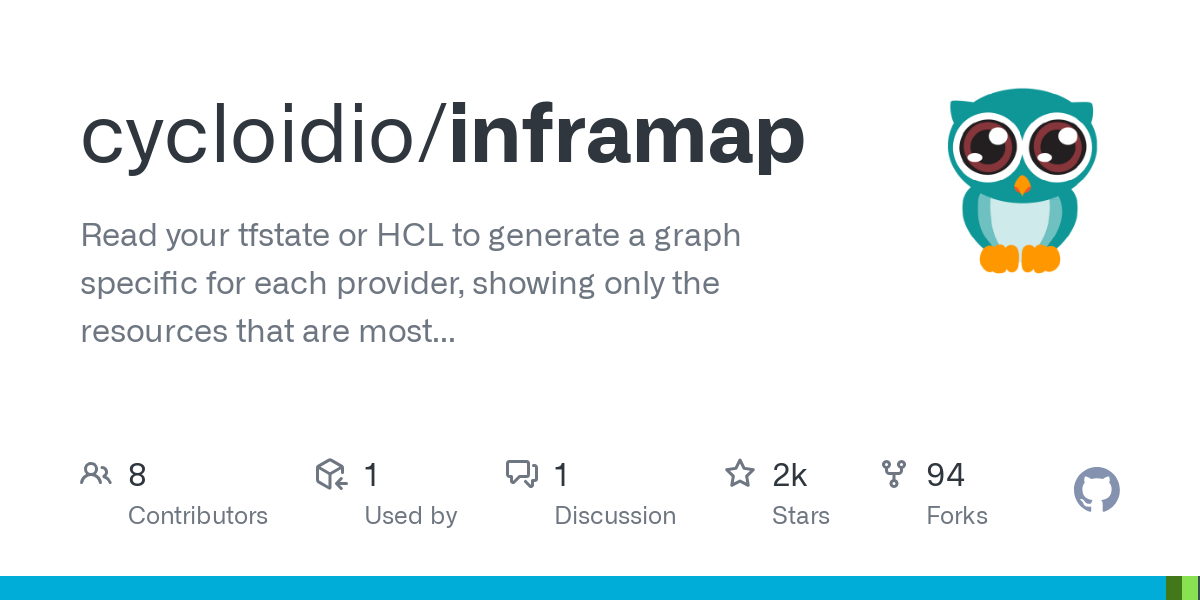 cycloidio/inframap
Read your tfstate or HCL to generate a graph
specific for each provider, showing only the
resources that are most...
8 1 1 2k 94
Contributors Used by Discussion Stars Forks